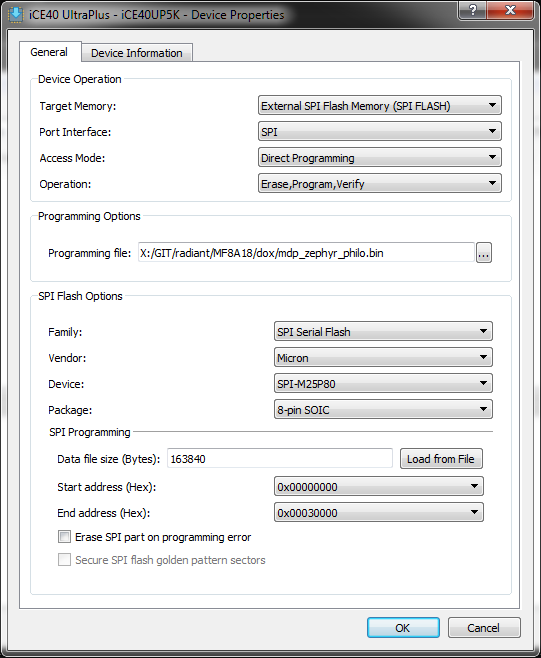 iCE40 UltraPlus - iCE40UP5K - Device Properties
General Device Information
Device Operation
Target Memory: External SPI Flash Memory (SPI FLASH)
Port Interface: SPI
Access Mode: Direct Programming
Operation: Erase,Program,Verify
Programming Options
Programming file: X:/GIT/radiant/MF8A18/dox/mdp_zephyr_philo.bin ...
SPI Flash Options
Family: SPI Serial Flash
Vendor: Micron
Device: SPI-M25P80
Package: 8-pin SOIC
SPI Programming
Data file size (Bytes): 163840 Load from File
Start address (Hex): 0x00000000
End address (Hex): 0x00030000
Erase SPI part on programming error
Secure SPI flash golden pattern sectors
OK Cancel